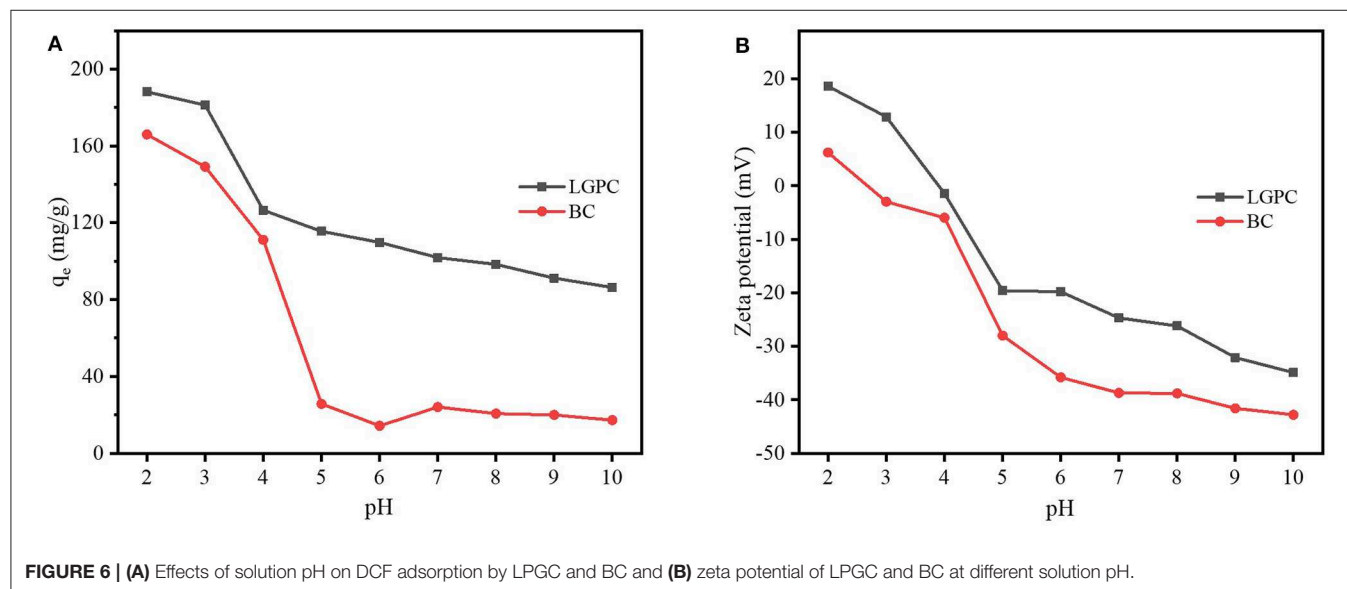 A
200
160
120
80
40
0
q_e (mg/g)
LGPC
BC
2 3 4 5 6 7 8 9 10
pH
B
20
10
0
-10
-20
-30
-40
-50
Zeta potential (mV)
LGPC
BC
2 3 4 5 6 7 8 9 10
pH
FIGURE 6 | (A) Effects of solution pH on DCF adsorption by LPGC and BC and (B) zeta potential of LPGC and BC at different solution pH.